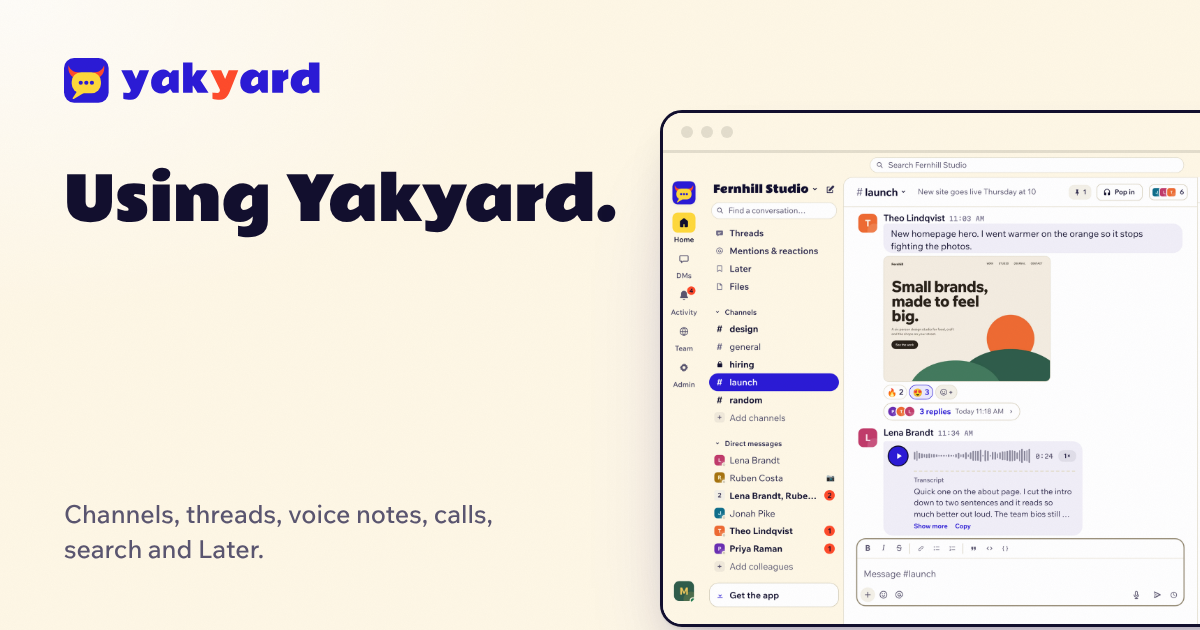 yakyard
Using Yakyard.
Channels, threads, voice notes, calls,
search and Later.
Search Fernhill Studio
Fernhill Studio
Find a conversation...
Home
DMs
Activity
4
Team
Admin
M
Threads
Mentions & reactions
Later
Files
Channels
# design
# general
hiring
# launch
# random
+ Add channels
Direct messages
L Lena Brandt
R Ruben Costa
2 Lena Brandt, Rube... 2
J Jonah Pike
T Theo Lindqvist 1
P Priya Raman 1
+ Add colleagues
Get the app
# launch
New site goes live Thursday at 10
1
Pop in
J L T 6
T
Theo Lindqvist 11:03 AM
New homepage hero. I went warmer on the orange so it stops
fighting the photos.
Small brands,
made to feel
big.
2
3
P T L 3 replies Today 11:18 AM
L
Lena Brandt 11:34 AM
0:24 1×
Transcript
Quick one on the about page. I cut the intro
down to two sentences and it reads so
much better out loud. The team bios still ...
Show more Copy
B I S
Message #launch